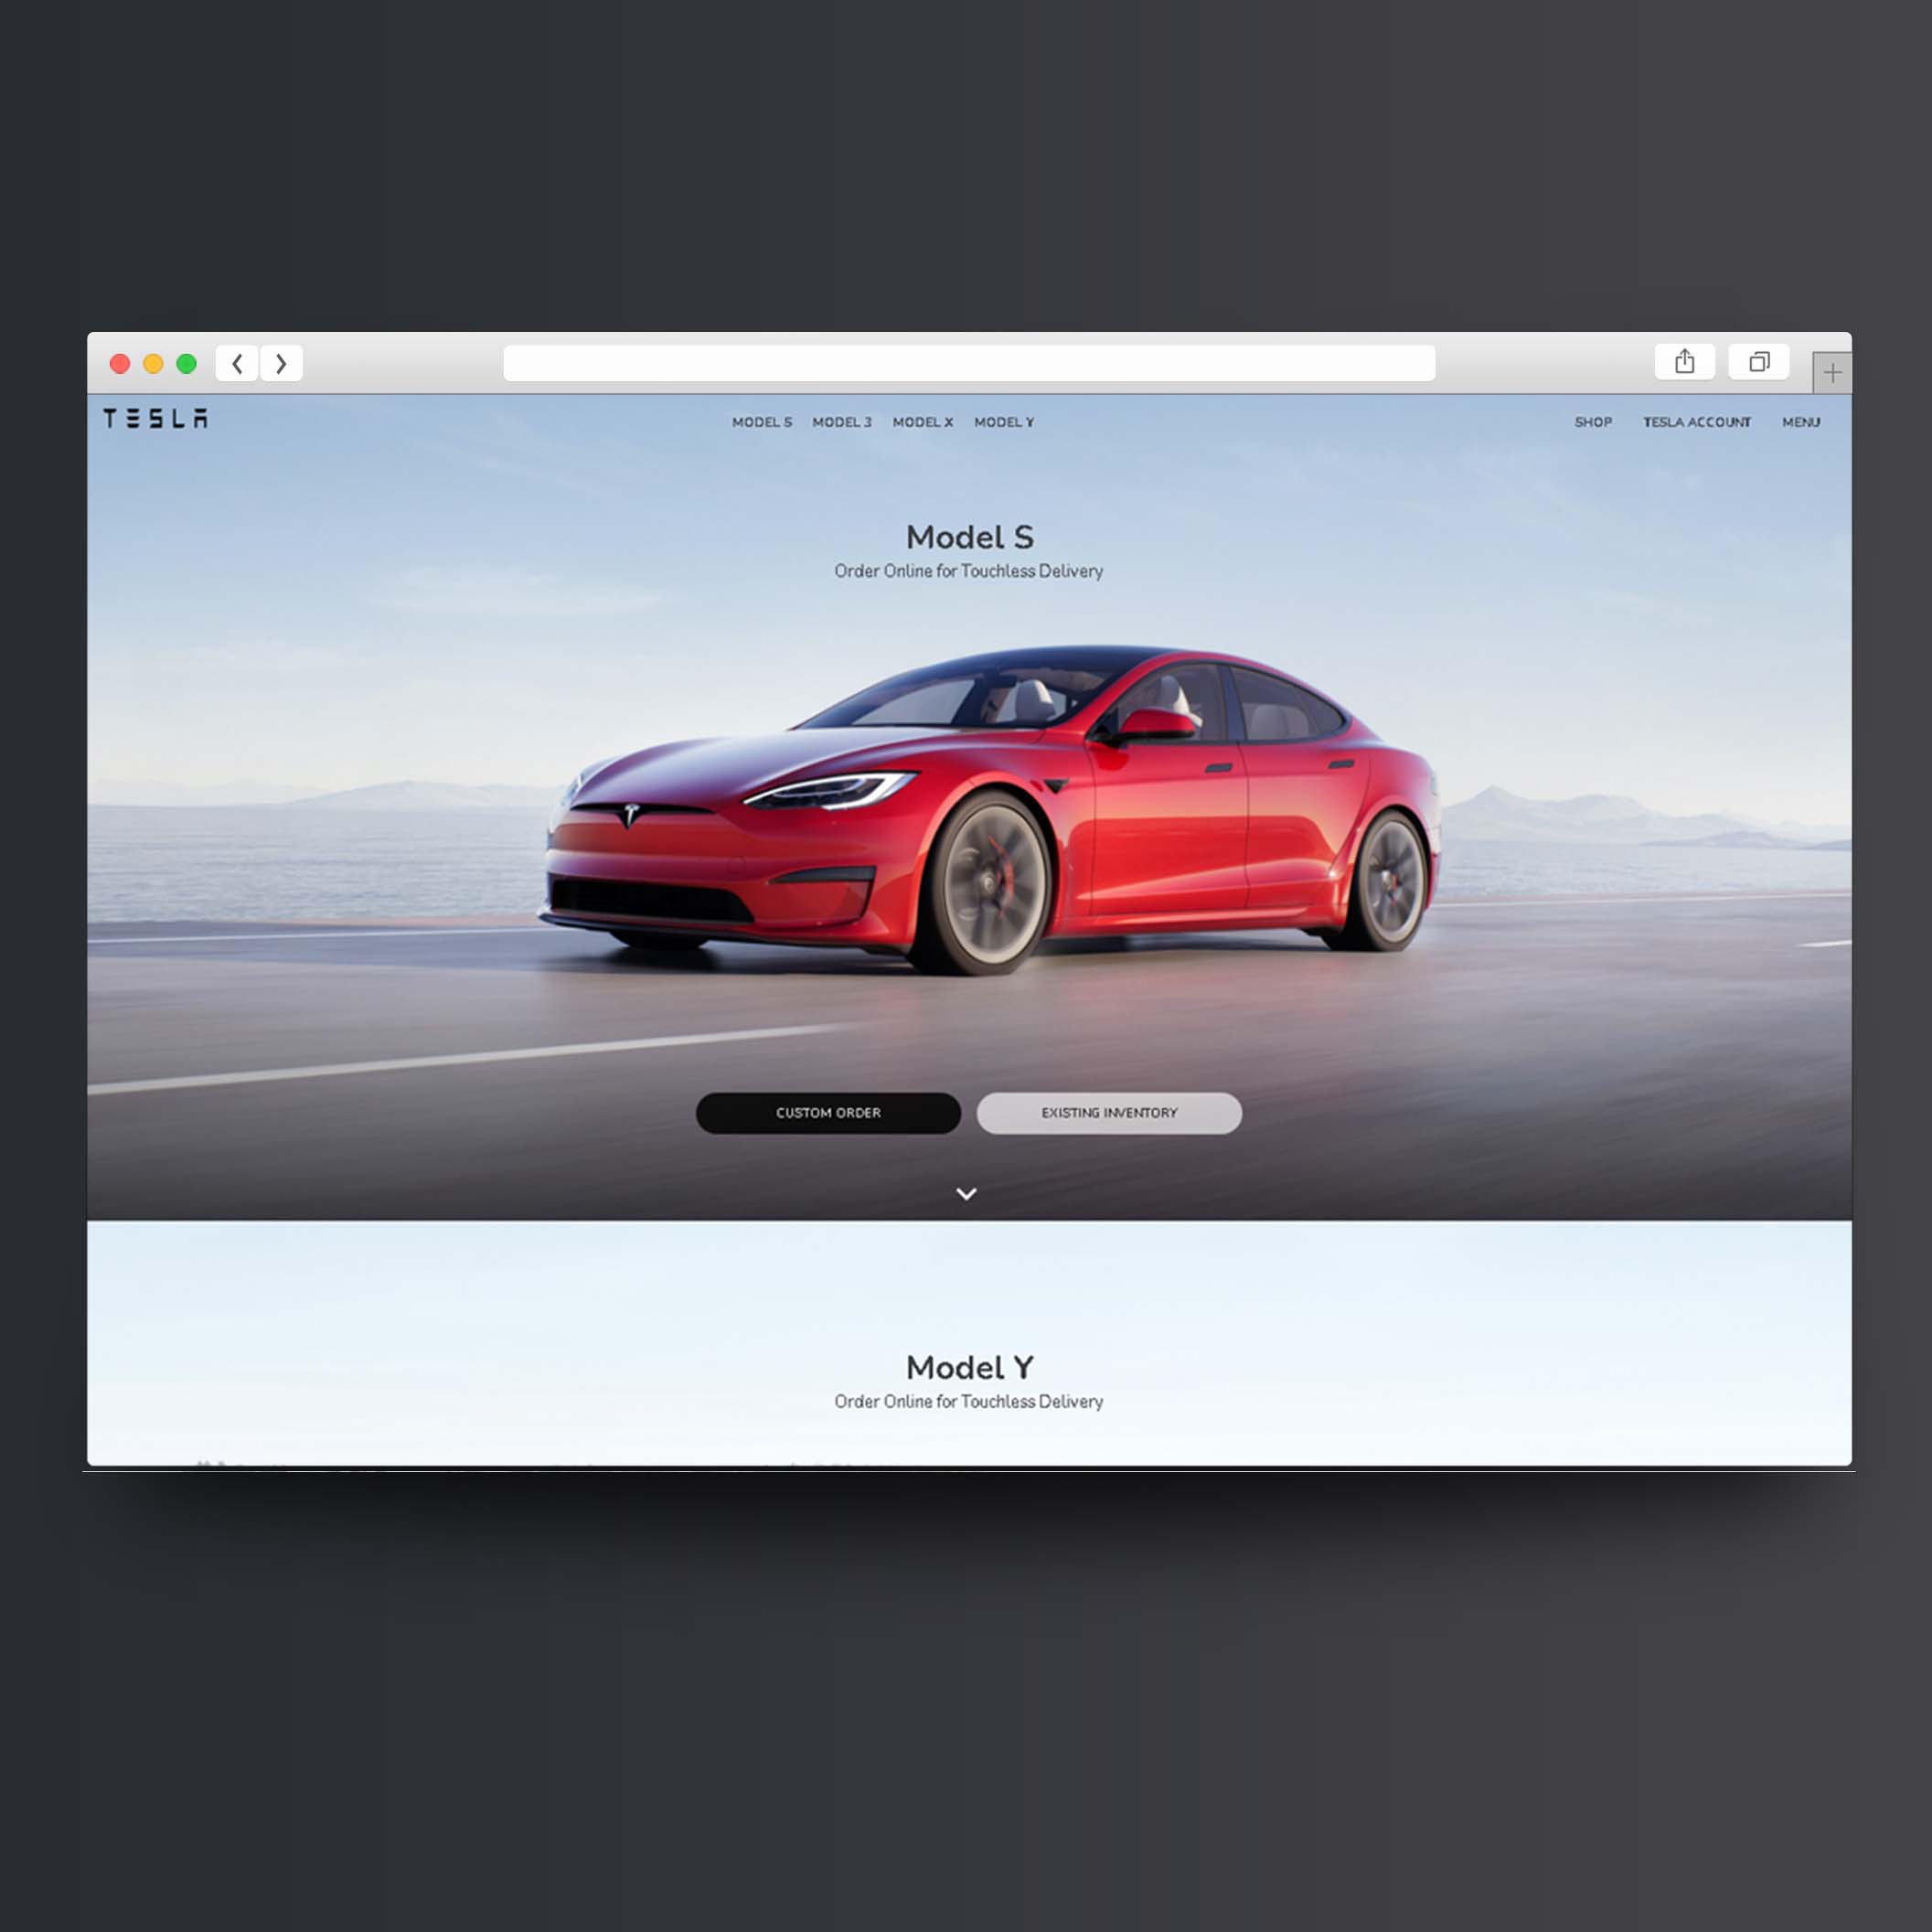 TESLA
MODEL S MODEL 3 MODEL X MODEL Y
SHOP TESLA ACCOUNT MENU
Model S
Order Online for Touchless Delivery
CUSTOM ORDER
EXISTING INVENTORY
Model Y
Order Online for Touchless Delivery